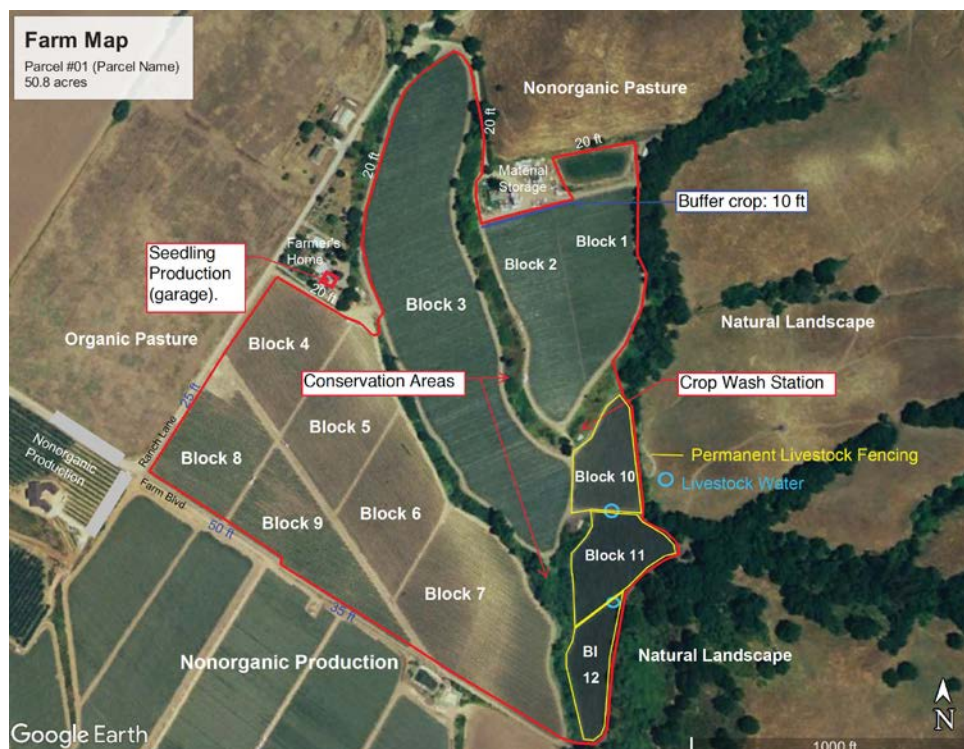 Farm Map
Parcel #01 (Parcel Name)
50.8 acres
Nonorganic Pasture
20 ft
20 ft
20 ft
Material
Storage
Buffer crop: 10 ft
Block 1
Block 2
Seedling
Production
(garage).
Farmer's
Home
20 ft
Block 3
Natural Landscape
Organic Pasture
Block 4
Conservation Areas
Crop Wash Station
25 ft
Block 5
Ranch Lane
Nonorganic
Production
Block 8
Permanent Livestock Fencing
Block 10
Livestock Water
Farm Blvd
Block 6
Block 9
50 ft
Block 11
Block 7
35 ft
Nonorganic Production
Bl
12
Natural Landscape
N
Google Earth
1000 ft